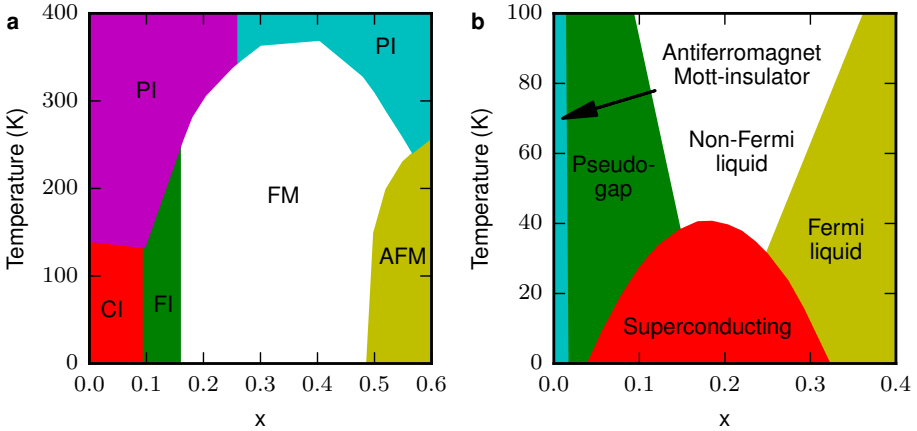 a
400
300
200
100
0
Temperature (K)
PI
PI
FM
AFM
CI
FI
0.0 0.1 0.2 0.3 0.4 0.5 0.6
x
b
100
80
60
40
20
0
Temperature (K)
Antiferromagnet
Mott-insulator
Non-Fermi
liquid
Pseudo-
gap
Fermi
liquid
Superconducting
0.0 0.1 0.2 0.3 0.4
x